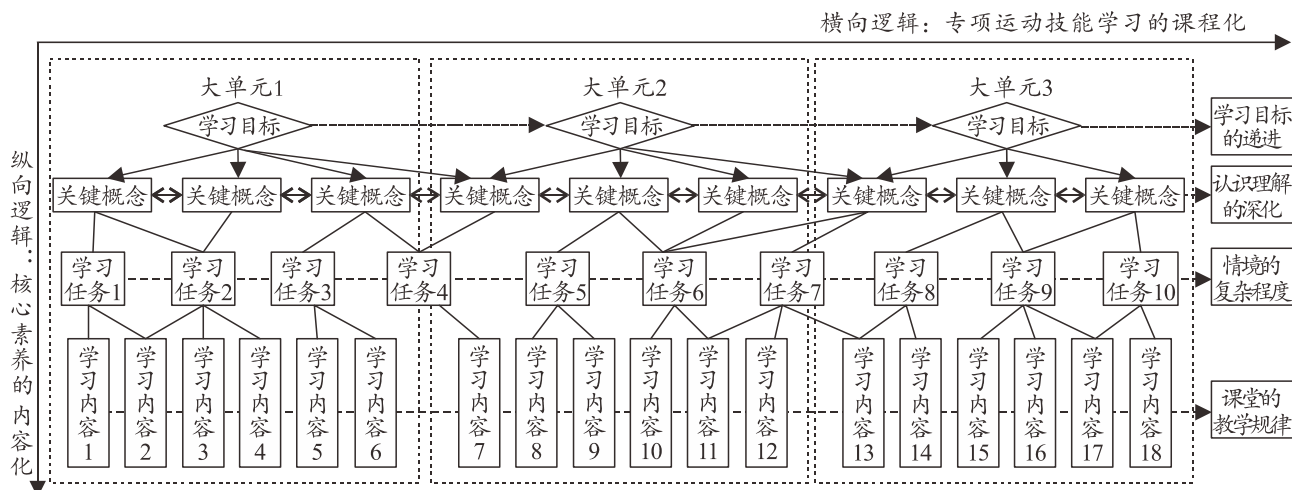 横向逻辑：专项运动技能学习的课程化
纵向逻辑：核心素养的内容化
大单元1
大单元2
大单元3
学习目标
学习目标
学习目标
学习目标
的递进
关键概念
关键概念
关键概念
关键概念
关键概念
关键概念
关键概念
关键概念
关键概念
认识理解
的深化
学习
任务1
学习
任务2
学习
任务3
学习
任务4
学习
任务5
学习
任务6
学习
任务7
学习
任务8
学习
任务9
学习
任务10
情境的
复杂程度
学习内容1
学习内容2
学习内容3
学习内容4
学习内容5
学习内容6
学习内容7
学习内容8
学习内容9
学习内容10
学习内容11
学习内容12
学习内容13
学习内容14
学习内容15
学习内容16
学习内容17
学习内容18
课堂的
教学规律